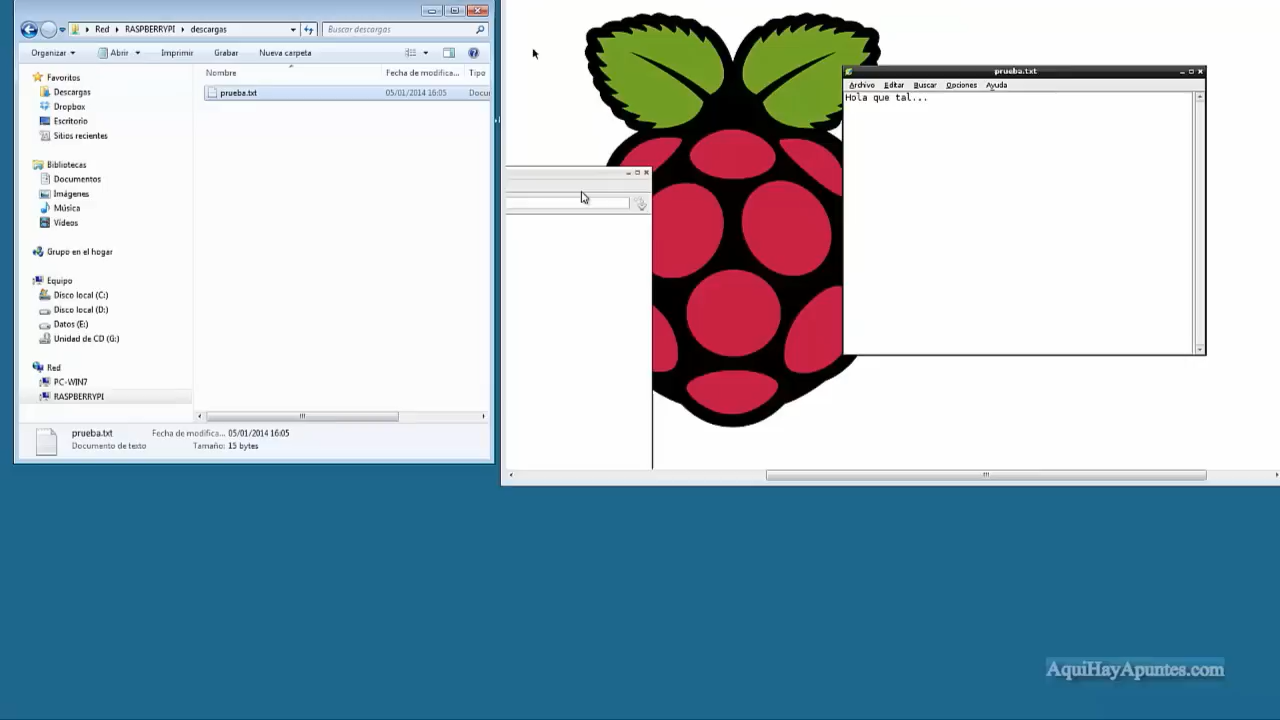 Red RASPBERRYPI descargas
Buscar descargas
Organizar Abrir Imprimir Grabar Nueva carpeta
Nombre Fecha de modifica... Tipo
prueba.txt 05/01/2014 16:05 Docu
Favoritos
Descargas
Dropbox
Escritorio
Sitios recientes
Bibliotecas
Documentos
Imágenes
Música
Vídeos
Grupo en el hogar
Equipo
Disco local (C:)
Disco local (D:)
Datos (E:)
Unidad de CD (G:)
Red
PC-WIN7
RASPBERRYPI
prueba.txt Fecha de modifica... 05/01/2014 16:05
Documento de texto Tamaño: 15 bytes
prueba.txt
Archivo Editar Buscar Opciones Ayuda
Hola que tal...
AquiHayApuntes.com